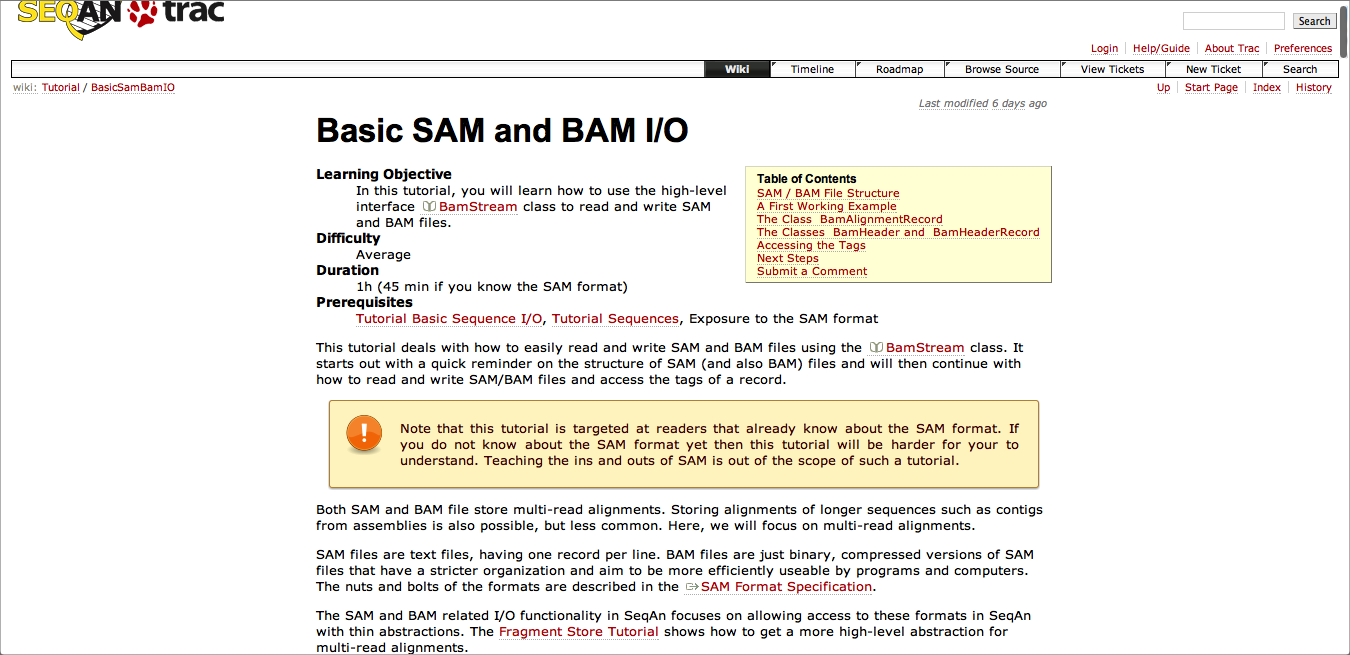 SEQAN trac
Search
Login Help/Guide About Trac Preferences
Wiki Timeline Roadmap Browse Source View Tickets New Ticket Search
wiki: Tutorial / BasicSamBamIO Up Start Page Index History
Last modified 6 days ago
Basic SAM and BAM I/O
Learning Objective
In this tutorial, you will learn how to use the high-level
interface BamStream class to read and write SAM
and BAM files.
Difficulty
Average
Duration
1h (45 min if you know the SAM format)
Prerequisites
Tutorial Basic Sequence I/O, Tutorial Sequences, Exposure to the SAM format
Table of Contents
SAM / BAM File Structure
A First Working Example
The Class BamAlignmentRecord
The Classes BamHeader and BamHeaderRecord
Accessing the Tags
Next Steps
Submit a Comment
This tutorial deals with how to easily read and write SAM and BAM files using the BamStream class. It
starts out with a quick reminder on the structure of SAM (and also BAM) files and will then continue with
how to read and write SAM/BAM files and access the tags of a record.
Note that this tutorial is targeted at readers that already know about the SAM format. If
you do not know about the SAM format yet then this tutorial will be harder for your to
understand. Teaching the ins and outs of SAM is out of the scope of such a tutorial.
Both SAM and BAM file store multi-read alignments. Storing alignments of longer sequences such as contigs
from assemblies is also possible, but less common. Here, we will focus on multi-read alignments.
SAM files are text files, having one record per line. BAM files are just binary, compressed versions of SAM
files that have a stricter organization and aim to be more efficiently useable by programs and computers.
The nuts and bolts of the formats are described in the SAM Format Specification.
The SAM and BAM related I/O functionality in SeqAn focuses on allowing access to these formats in SeqAn
with thin abstractions. The Fragment Store Tutorial shows how to get a more high-level abstraction for
multi-read alignments.